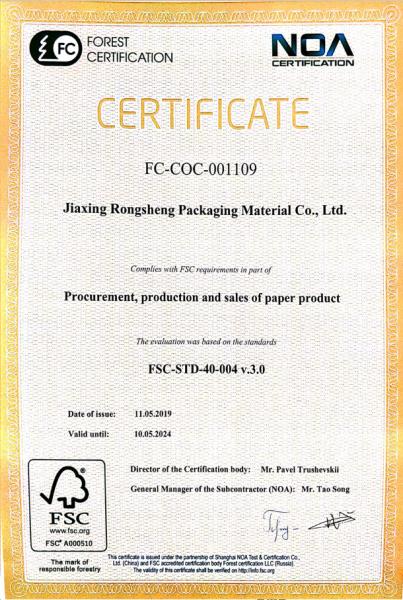 FC
FOREST
CERTIFICATION
NOA
CERTIFICATION
CERTIFICATE
FC-COC-001109
Jiaxing Rongsheng Packaging Material Co., Ltd.
Complies with FSC requirements in part of
Procurement, production and sales of paper product
The evaluation was based on the standards
FSC-STD-40-004 v.3.0
Date of issue: 11.05.2019
Valid until: 10.05.2024
Director of the Certification body: Mr. Pavel Trushevskii
General Manager of the Subcontractor (NOA): Mr. Tao Song
FSC
www.fsc.org
FSC® A000510
The mark of
responsible forestry
This certificate is issued under the partnership of Shanghai NOA Test & Certification Co.,
Ltd. (China) and FSC accredited certification body Forest certification LLC (Russia).
The validity of this certificate shall be verified on http://info.fsc.org